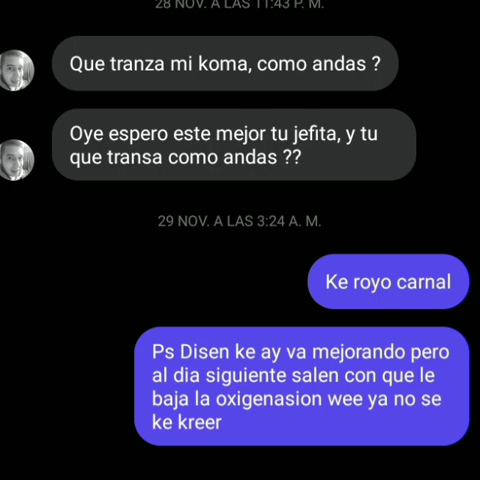 28 NOV. A LAS 11:43 P. M.
Que tranza mi koma, como andas ?
Oye espero este mejor tu jefita, y tu
que transa como andas ??
29 NOV. A LAS 3:24 A. M.
Ke royo carnal
Ps Disen ke ay va mejorando pero
al dia siguiente salen con que le
baja la oxigenasion wee ya no se
ke kreer